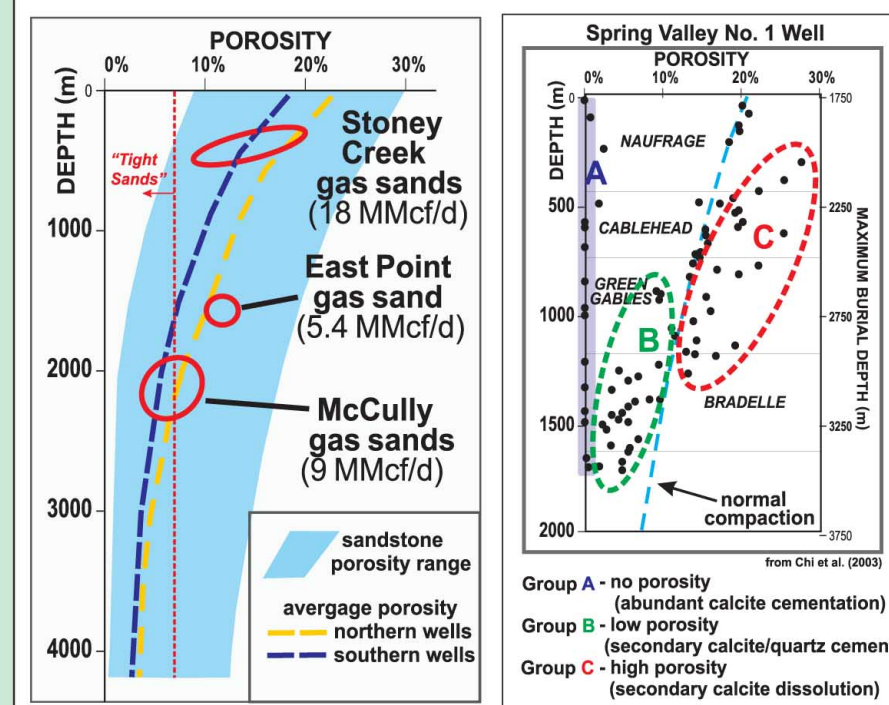 POROSITY
0% 10% 20% 30%
DEPTH (m)
0
1000
2000
3000
4000
"Tight
Sands"
Stoney
Creek
gas sands
(18 MMcf/d)
East Point
gas sand
(5.4 MMcf/d)
McCully
gas sands
(9 MMcf/d)
sandstone
porosity range
avergage porosity
northern wells
southern wells
Spring Valley No. 1 Well
POROSITY
0% 10% 20% 30%
DEPTH (m)
0
500
1000
1500
2000
1750
2250
2750
3250
3750
MAXIMUM BURIAL DEPTH (m)
NAUFRAGE
A
CABLEHEAD
C
GREEN
GABLES
B
BRADELLE
normal
compaction
from Chi et al. (2003)
Group A - no porosity
(abundant calcite cementation)
Group B - low porosity
(secondary calcite/quartz cemen
Group C - high porosity
(secondary calcite dissolution)